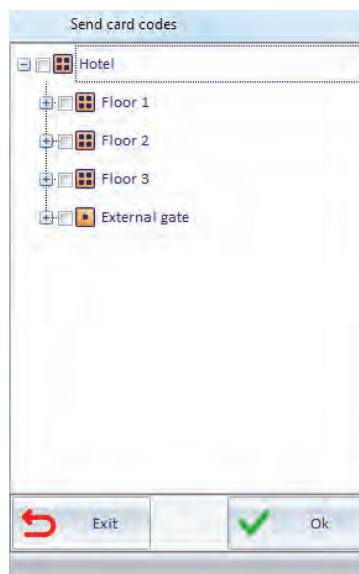 Send card codes
Hotel
Floor 1
Floor 2
Floor 3
External gate
Exit
Ok